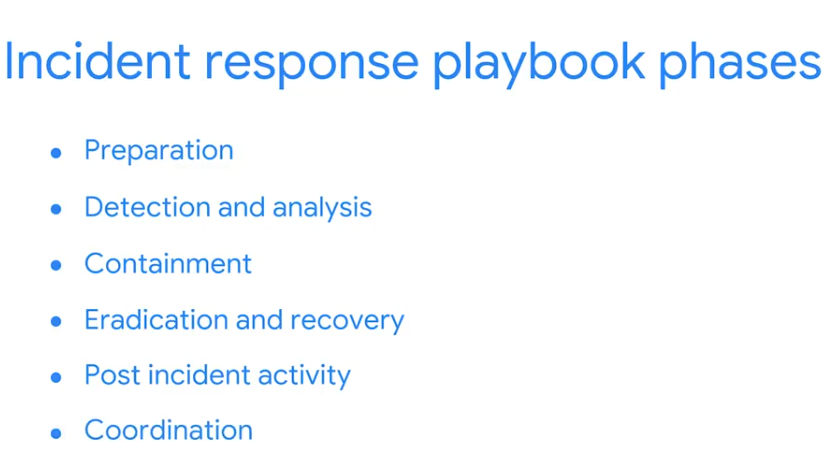 Incident response playbook phases
• Preparation
• Detection and analysis
• Containment
• Eradication and recovery
• Post incident activity
• Coordination